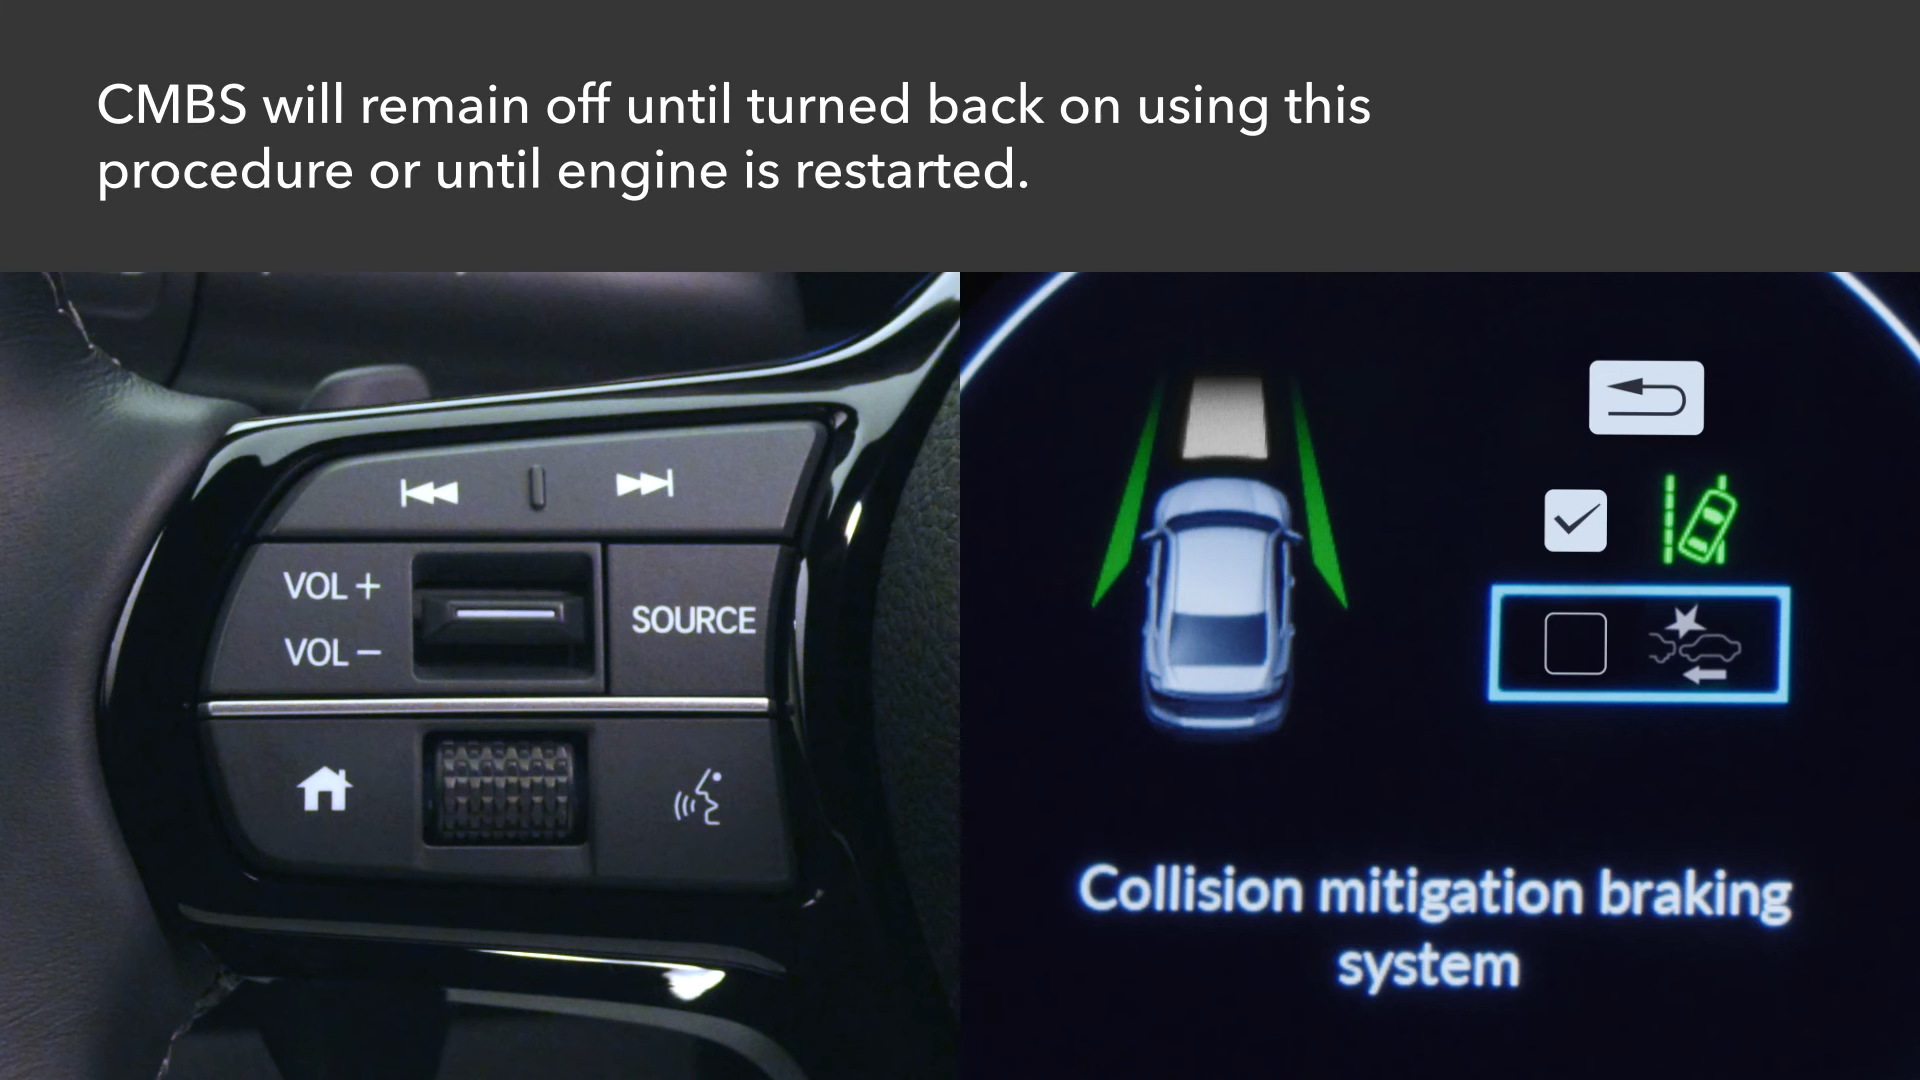 CMBS will remain off until turned back on using this
procedure or until engine is restarted.
VOL +
VOL −
SOURCE
Collision mitigation braking
system